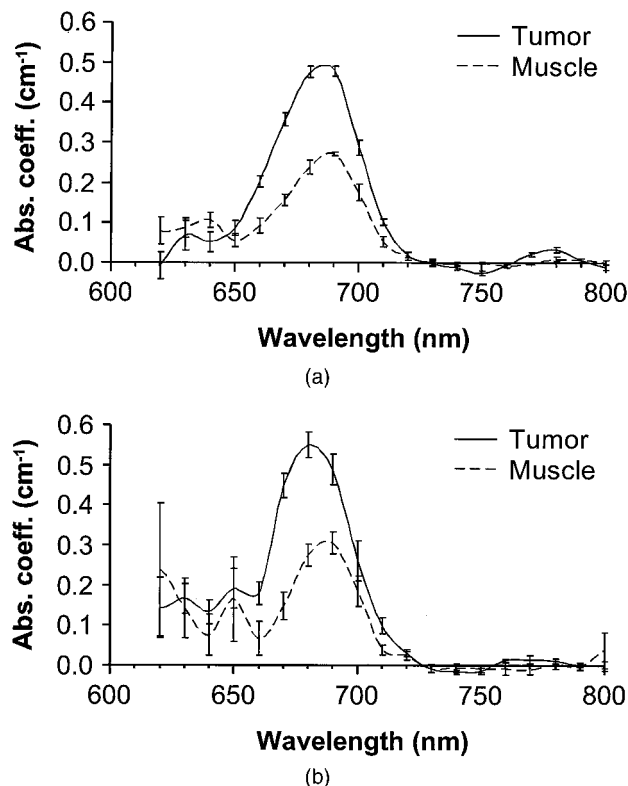 Abs. coeff. (cm⁻¹)
0.6
0.5
0.4
0.3
0.2
0.1
0.0
Tumor
Muscle
600 650 700 750 800
Wavelength (nm)
(a)
Abs. coeff. (cm⁻¹)
0.6
0.5
0.4
0.3
0.2
0.1
0.0
Tumor
Muscle
600 650 700 750 800
Wavelength (nm)
(b)